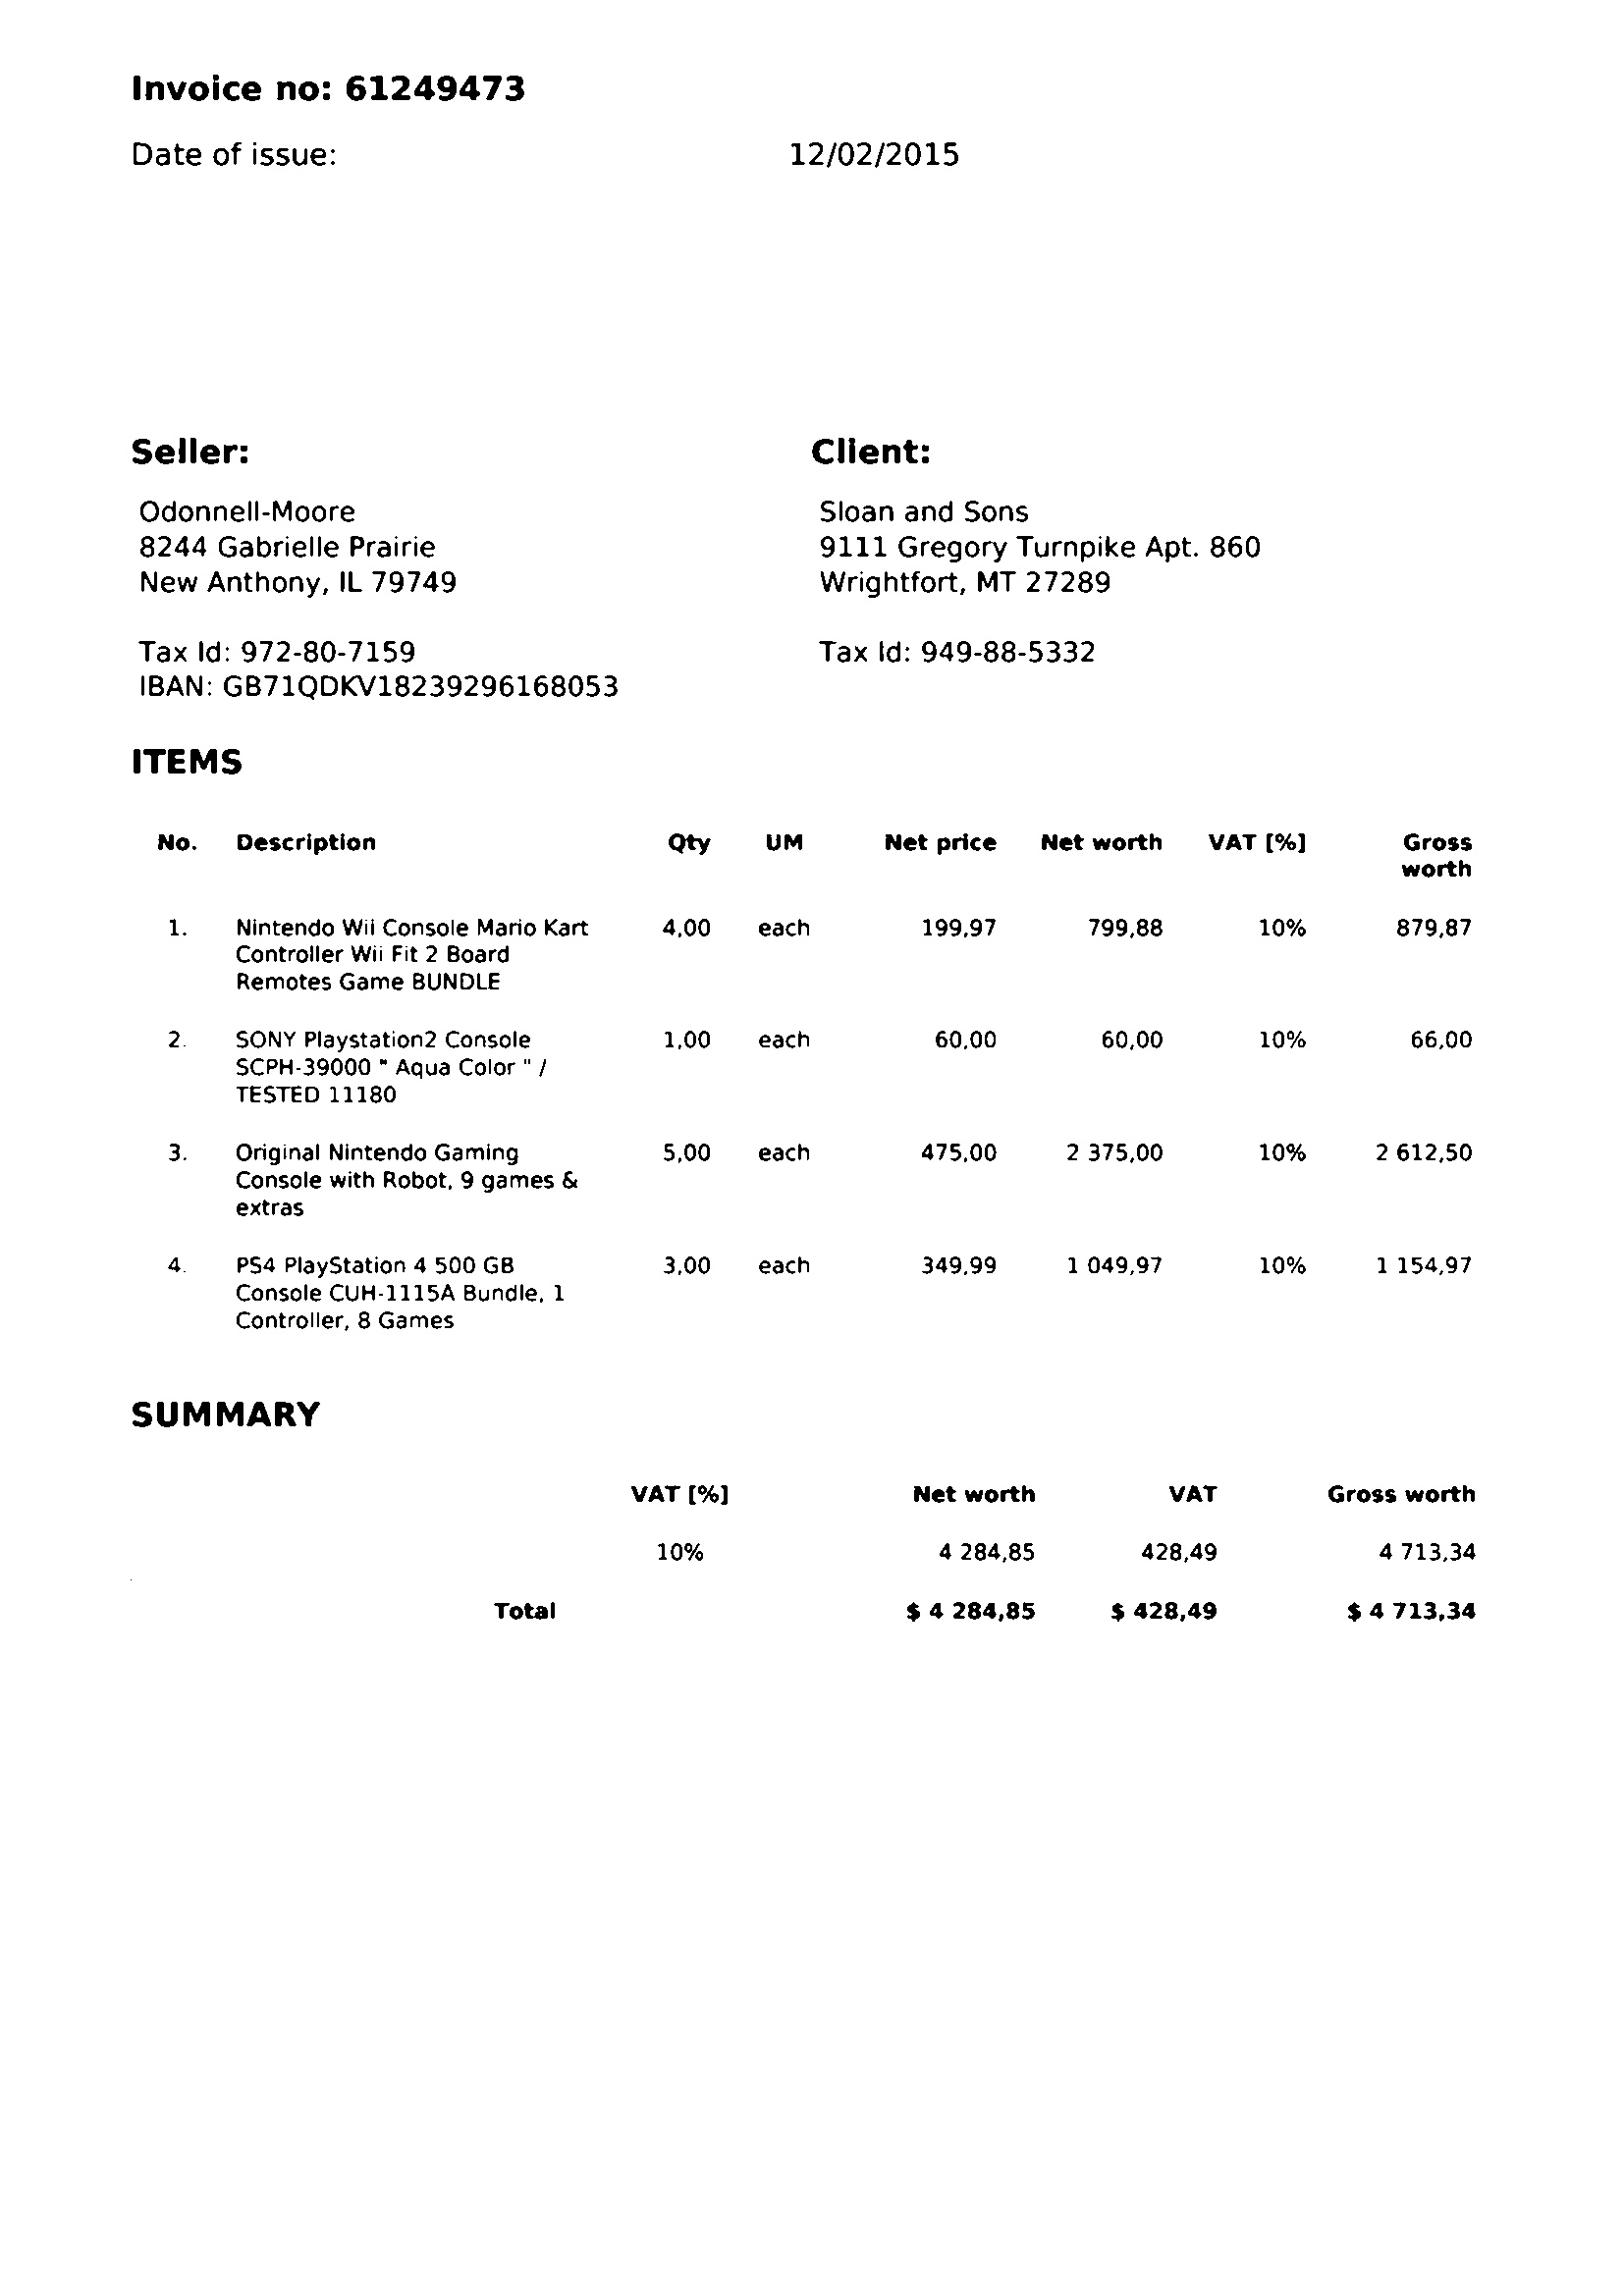 Invoice no: 61249473
Date of issue: 12/02/2015
Seller: Client:
Odonnell-Moore Sloan and Sons
8244 Gabrielle Prairie 9111 Gregory Turnpike Apt. 860
New Anthony, IL 79749 Wrightfort, MT 27289
Tax Id: 972-80-7159 Tax Id: 949-88-5332
IBAN: GB71QDKV18239296168053
ITEMS
No. Description Qty UM Net price Net worth VAT [%] Gross
worth
1. Nintendo Wii Console Mario Kart 4,00 each 199,97 799,88 10% 879,87
Controller Wii Fit 2 Board
Remotes Game BUNDLE
2. SONY Playstation2 Console 1,00 each 60,00 60,00 10% 66,00
SCPH-39000 " Aqua Color " /
TESTED 11180
3. Original Nintendo Gaming 5,00 each 475,00 2 375,00 10% 2 612,50
Console with Robot, 9 games &
extras
4. PS4 PlayStation 4 500 GB 3,00 each 349,99 1 049,97 10% 1 154,97
Console CUH-1115A Bundle, 1
Controller, 8 Games
SUMMARY
VAT [%] Net worth VAT Gross worth
10% 4 284,85 428,49 4 713,34
Total $ 4 284,85 $ 428,49 $ 4 713,34